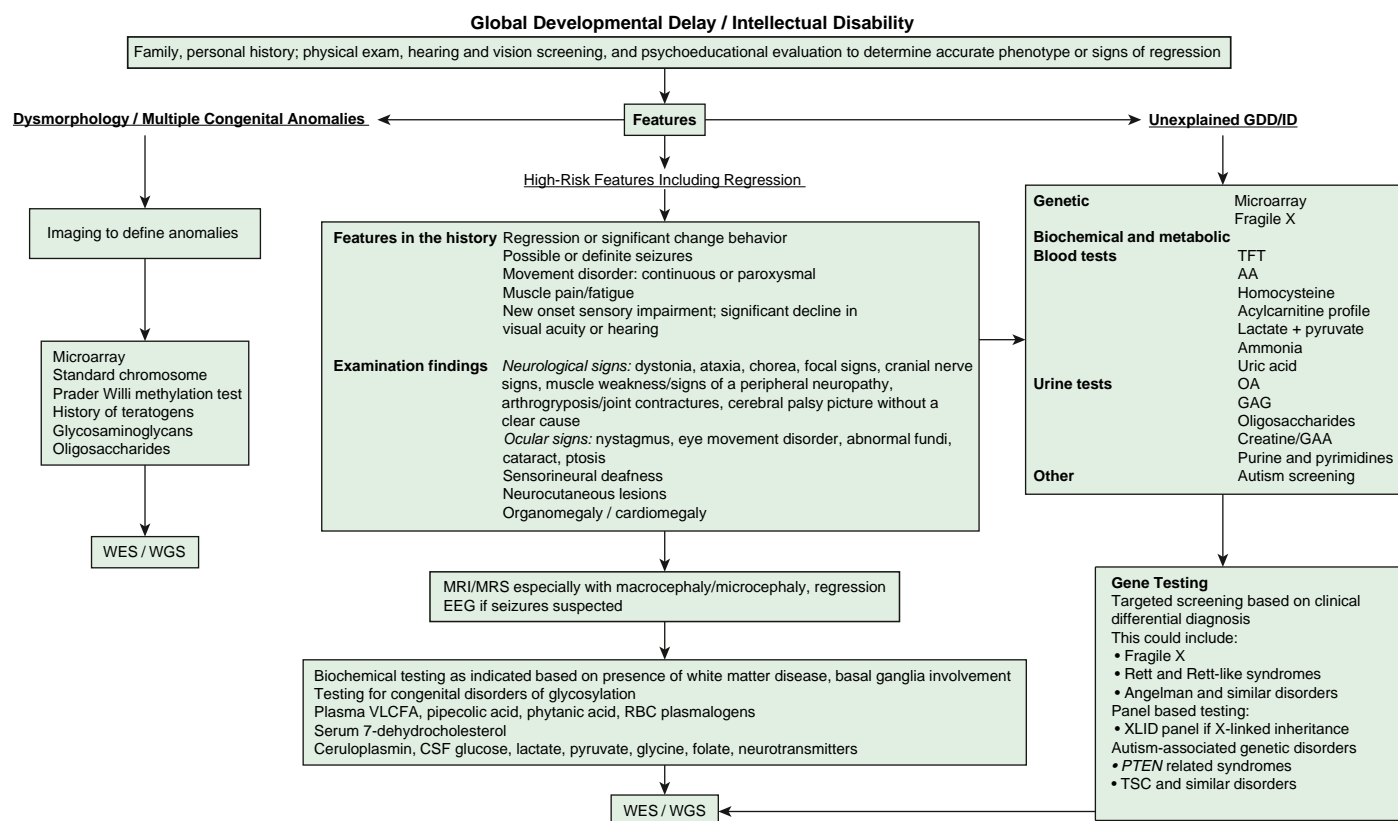 Global Developmental Delay / Intellectual Disability
Family, personal history; physical exam, hearing and vision screening, and psychoeducational evaluation to determine accurate phenotype or signs of regression
Dysmorphology / Multiple Congenital Anomalies
Features
Unexplained GDD/ID
Imaging to define anomalies
Microarray
Standard chromosome
Prader Willi methylation test
History of teratogens
Glycosaminoglycans
Oligosaccharides
WES / WGS
High-Risk Features Including Regression
Features in the history Regression or significant change behavior
Possible or definite seizures
Movement disorder: continuous or paroxysmal
Muscle pain/fatigue
New onset sensory impairment; significant decline in
visual acuity or hearing
Examination findings Neurological signs: dystonia, ataxia, chorea, focal signs, cranial nerve
signs, muscle weakness/signs of a peripheral neuropathy,
arthrogryposis/joint contractures, cerebral palsy picture without a
clear cause
Ocular signs: nystagmus, eye movement disorder, abnormal fundi,
cataract, ptosis
Sensorineural deafness
Neurocutaneous lesions
Organomegaly / cardiomegaly
MRI/MRS especially with macrocephaly/microcephaly, regression
EEG if seizures suspected
Biochemical testing as indicated based on presence of white matter disease, basal ganglia involvement
Testing for congenital disorders of glycosylation
Plasma VLCFA, pipecolic acid, phytanic acid, RBC plasmalogens
Serum 7-dehydrocholesterol
Ceruloplasmin, CSF glucose, lactate, pyruvate, glycine, folate, neurotransmitters
WES / WGS
Genetic Microarray
Fragile X
Biochemical and metabolic
Blood tests TFT
AA
Homocysteine
Acylcarnitine profile
Lactate + pyruvate
Ammonia
Uric acid
Urine tests OA
GAG
Oligosaccharides
Creatine/GAA
Purine and pyrimidines
Other Autism screening
Gene Testing
Targeted screening based on clinical
differential diagnosis
This could include:
• Fragile X
• Rett and Rett-like syndromes
• Angelman and similar disorders
Panel based testing:
• XLID panel if X-linked inheritance
Autism-associated genetic disorders
• PTEN related syndromes
• TSC and similar disorders